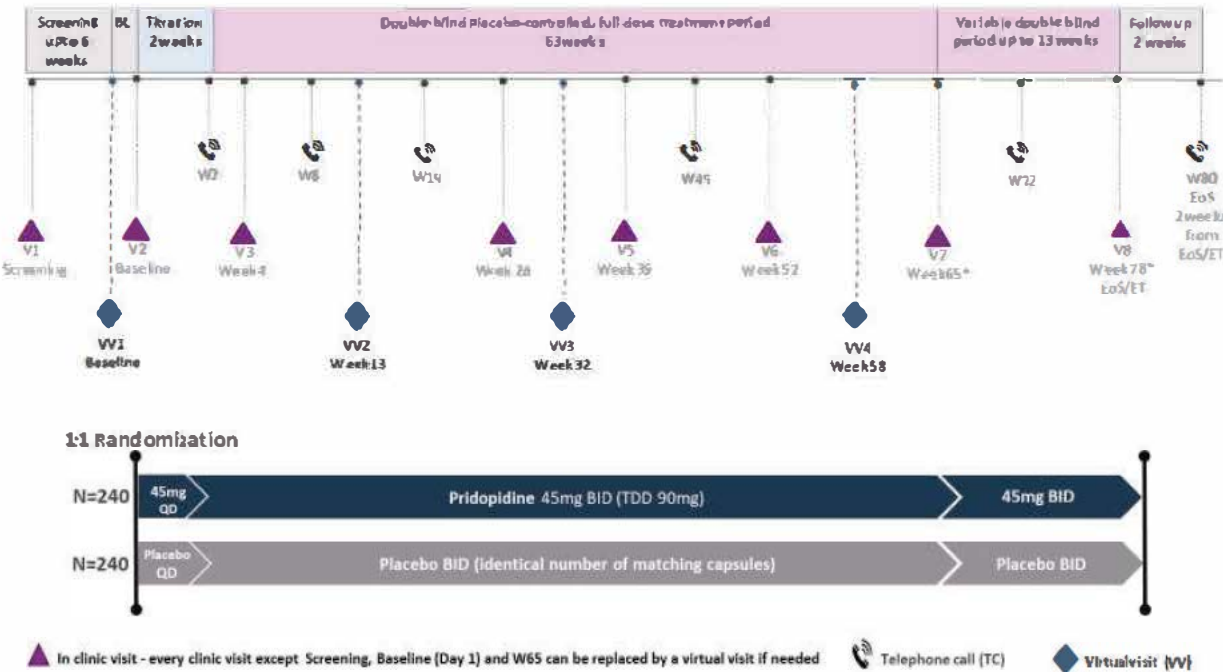 Screening
up to 6
weeks
BL
Titration
2 weeks
Double-blind placebo-controlled, full dose treatment period
63 weeks
Variable double blind
period up to 13 weeks
Follow up
2 weeks
V1
Screening
V2
Baseline
V3
Week 4
V4
Week 26
V5
Week 39
V6
Week 52
V7
Week 65*
V8
Week 78*
EoS/ET
W2
W8
W19
W45
W72
W80
EoS
2 weeks
from
EoS/ET
VV1
Baseline
VV2
Week 13
VV3
Week 32
VV4
Week 58
1:1 Randomization
N=240
45mg
QD
Pridopidine 45mg BID (TDD 90mg)
45mg BID
N=240
Placebo
QD
Placebo BID (identical number of matching capsules)
Placebo BID
In clinic visit - every clinic visit except Screening, Baseline (Day 1) and W65 can be replaced by a virtual visit if needed
Telephone call (TC)
Virtual visit (VV)